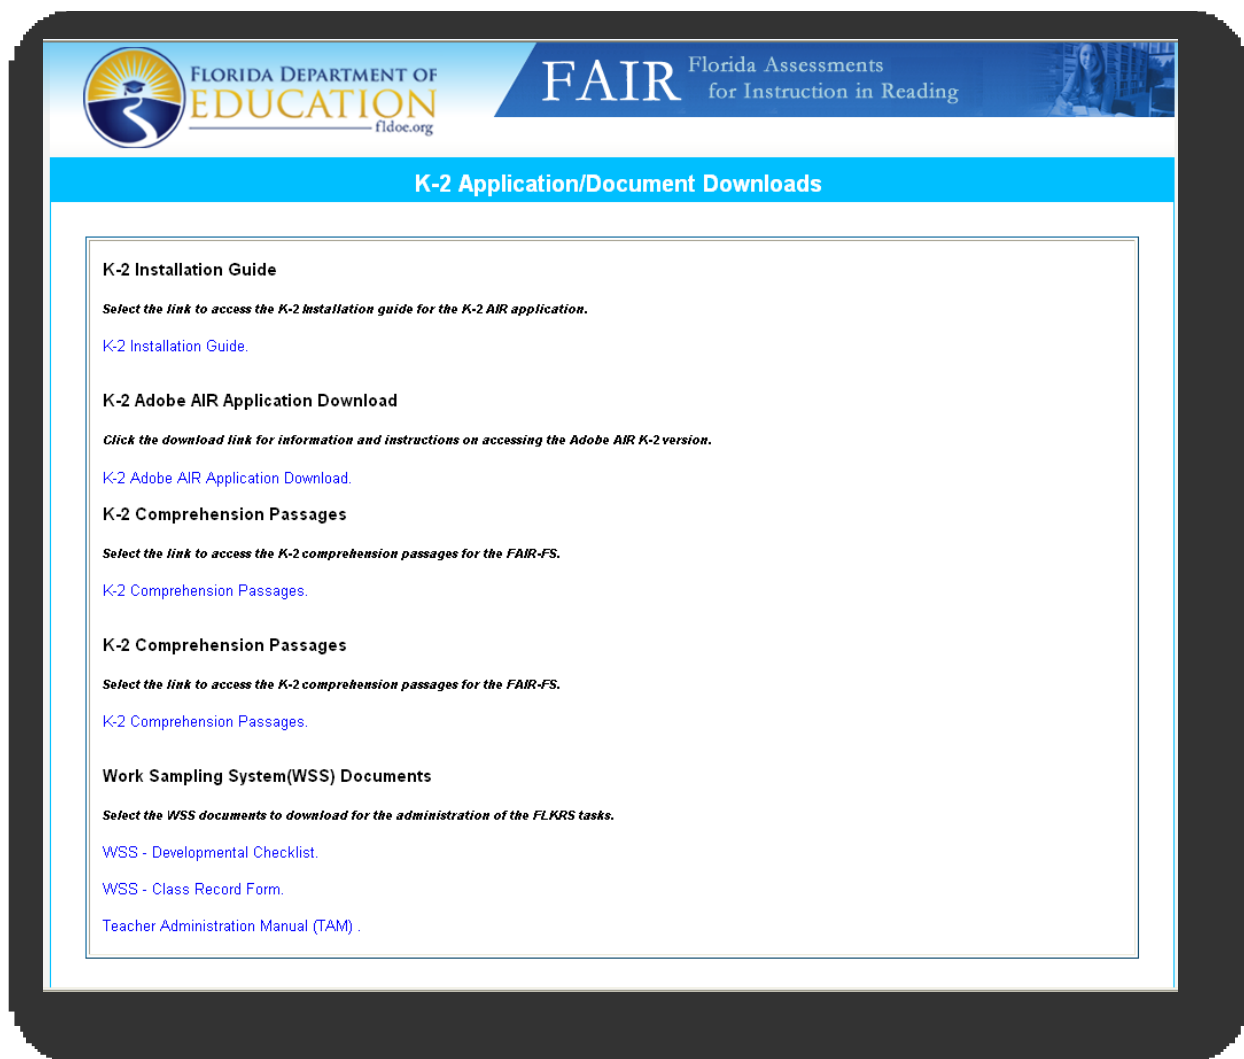 FLORIDA DEPARTMENT OF
EDUCATION
fldoe.org
FAIR Florida Assessments
for Instruction in Reading
K-2 Application/Document Downloads
K-2 Installation Guide
Select the link to access the K-2 Installation guide for the K-2 AIR application.
K-2 Installation Guide.
K-2 Adobe AIR Application Download
Click the download link for information and instructions on accessing the Adobe AIR K-2 version.
K-2 Adobe AIR Application Download.
K-2 Comprehension Passages
Select the link to access the K-2 comprehension passages for the FAIR-FS.
K-2 Comprehension Passages.
K-2 Comprehension Passages
Select the link to access the K-2 comprehension passages for the FAIR-FS.
K-2 Comprehension Passages.
Work Sampling System(WSS) Documents
Select the WSS documents to download for the administration of the FLKRS tasks.
WSS - Developmental Checklist.
WSS - Class Record Form.
Teacher Administration Manual (TAM) .